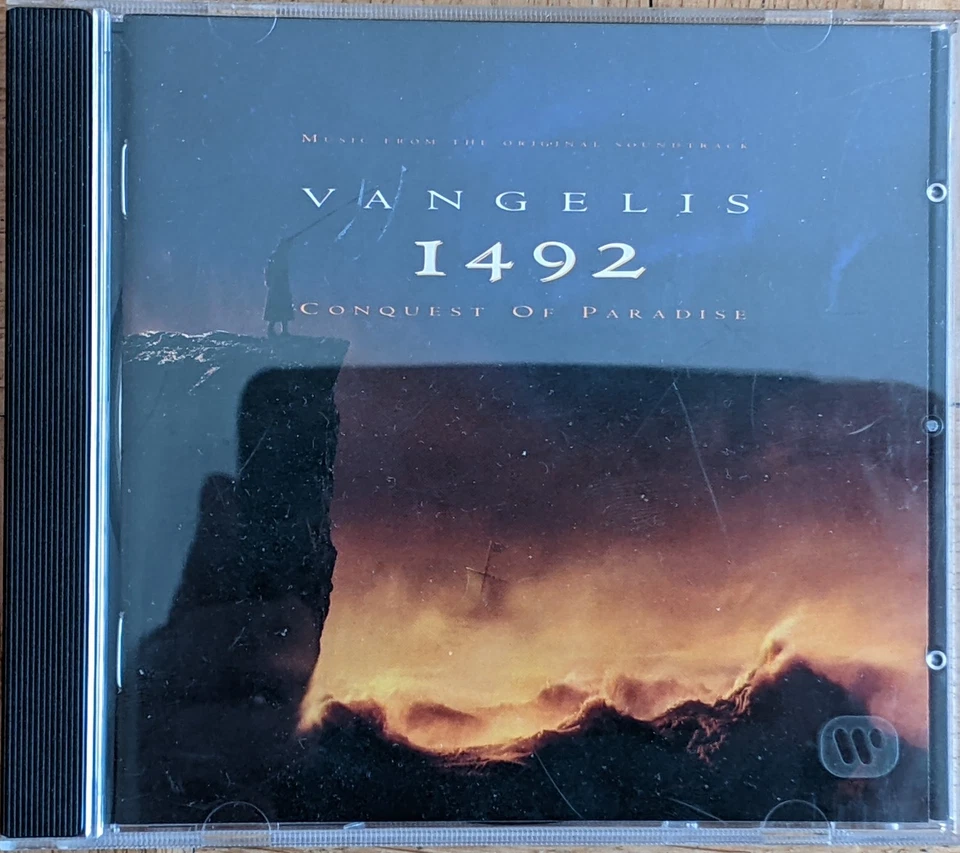 MUSIC FROM THE ORIGINAL SOUNDTRACK
VANGELIS
1492
CONQUEST OF PARADISE